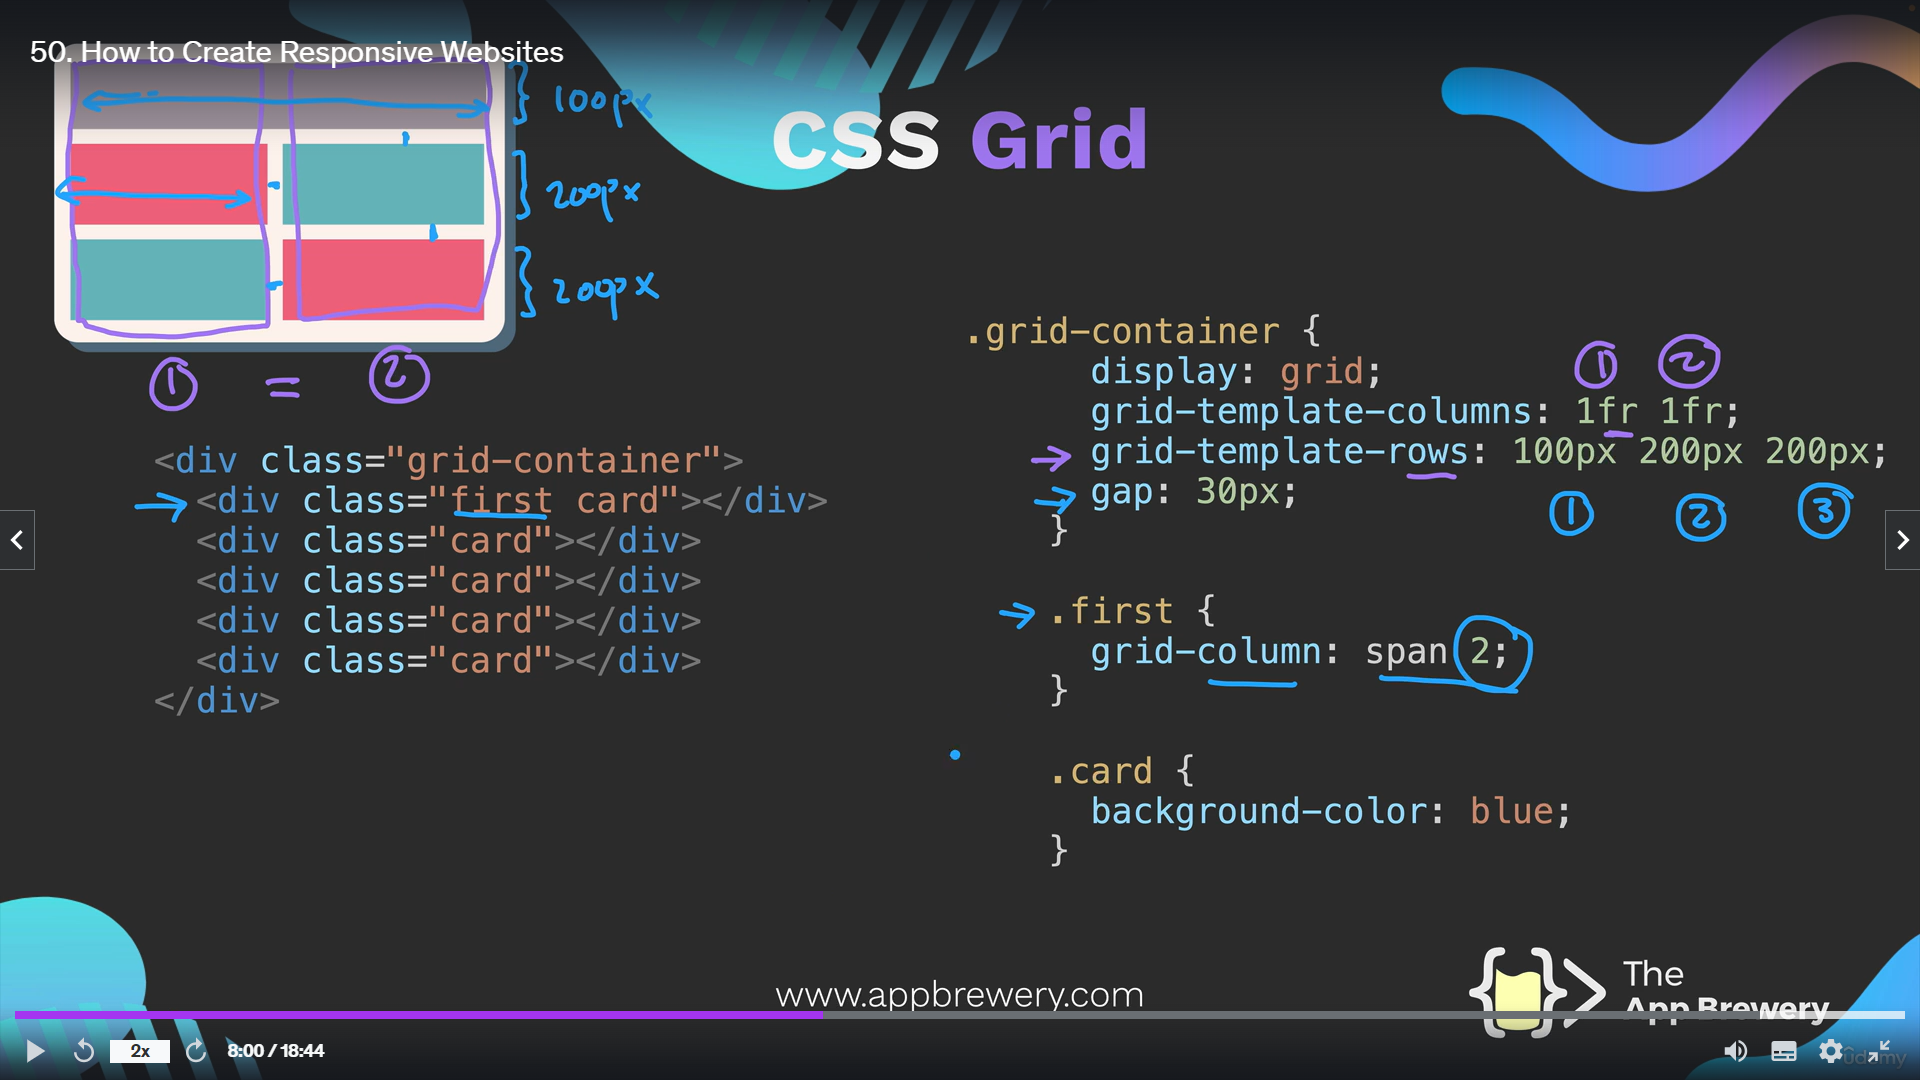 50. How to Create Responsive Websites
100px
200px
200px
1 = 2
CSS Grid
<div class="grid-container">
<div class="first card"></div>
<div class="card"></div>
<div class="card"></div>
<div class="card"></div>
<div class="card"></div>
</div>
.grid-container {
display: grid;
1 2
grid-template-columns: 1fr 1fr;
grid-template-rows: 100px 200px 200px;
gap: 30px;
1 2 3
}
.first {
grid-column: span 2;
}
.card {
background-color: blue;
}
www.appbrewery.com
The
App Brewery
2x
8:00 / 18:44
udemy